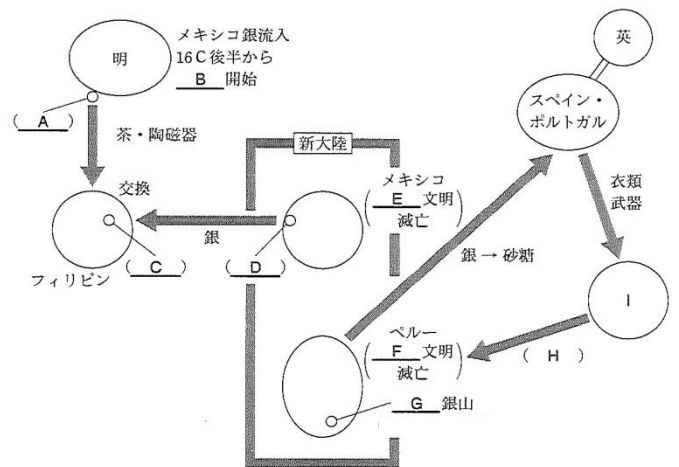 明
メキシコ銀流入
16C後半から
B 開始
( A )
茶・陶磁器
交換
( C )
フィリピン
銀
( D )
新大陸
メキシコ
E 文明
滅亡
ペルー
F 文明
滅亡
G 銀山
銀→砂糖
英
スペイン・
ポルトガル
衣類
武器
I
( H )